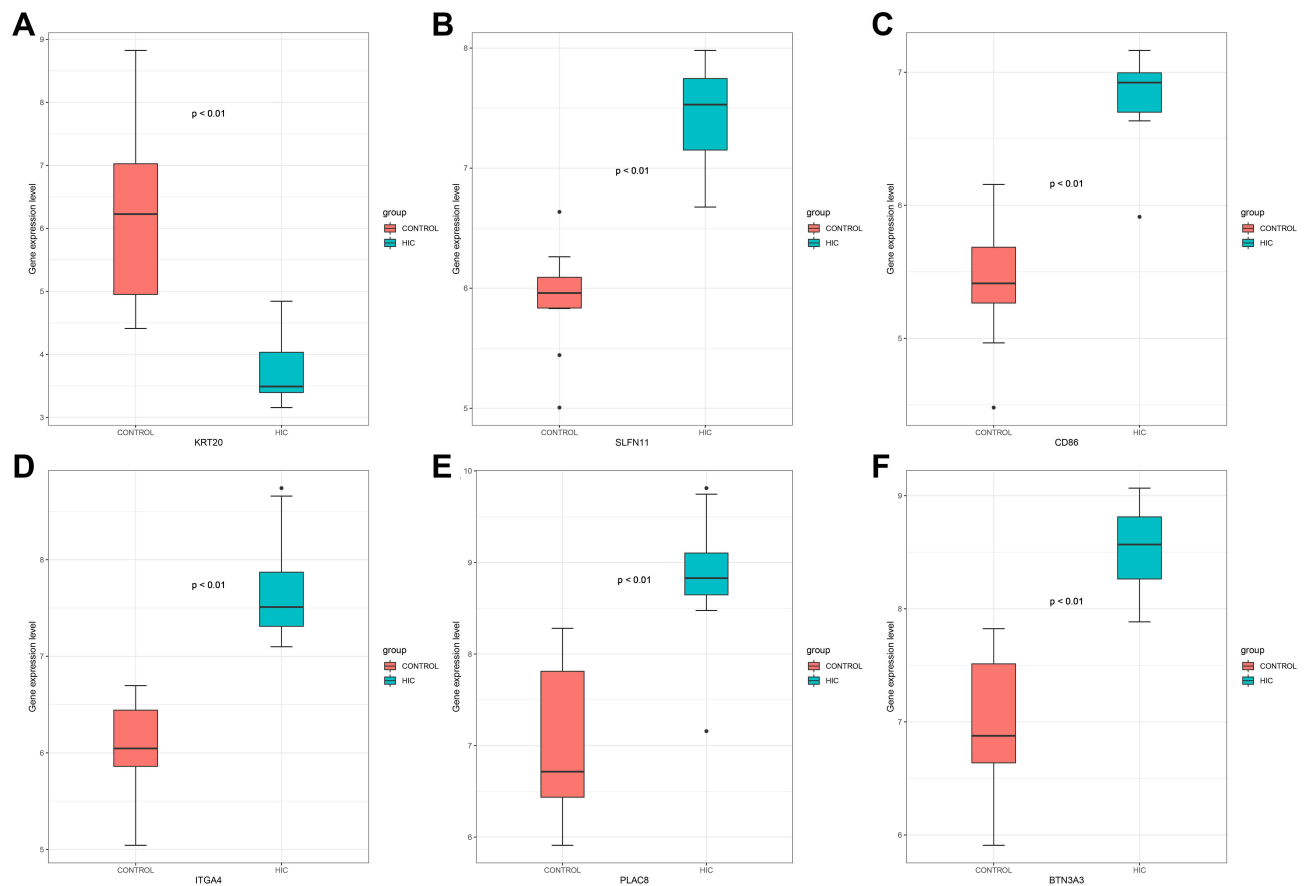 A
Gene expression level
9
8
7
6
5
4
3
p < 0.01
CONTROL HIC
KRT20
group
CONTROL
HIC
B
Gene expression level
8
7
6
5
p < 0.01
CONTROL HIC
SLFN11
group
CONTROL
HIC
C
Gene expression level
7
6
5
p < 0.01
CONTROL HIC
CD86
group
CONTROL
HIC
D
Gene expression level
8
7
6
5
p < 0.01
CONTROL HIC
ITGA4
group
CONTROL
HIC
E
Gene expression level
10
9
8
7
6
p < 0.01
CONTROL HIC
PLAC8
group
CONTROL
HIC
F
Gene expression level
9
8
7
6
p < 0.01
CONTROL HIC
BTN3A3
group
CONTROL
HIC